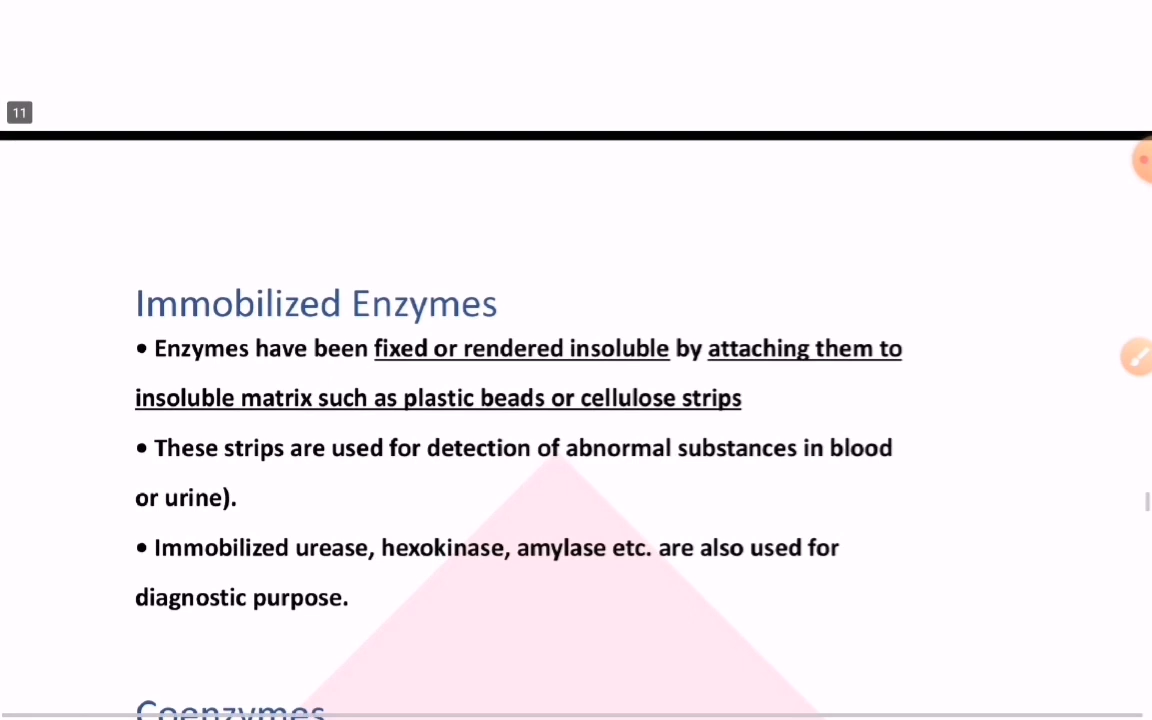 11
Immobilized Enzymes
• Enzymes have been fixed or rendered insoluble by attaching them to
insoluble matrix such as plastic beads or cellulose strips
• These strips are used for detection of abnormal substances in blood
or urine).
• Immobilized urease, hexokinase, amylase etc. are also used for
diagnostic purpose.
Coenzymes